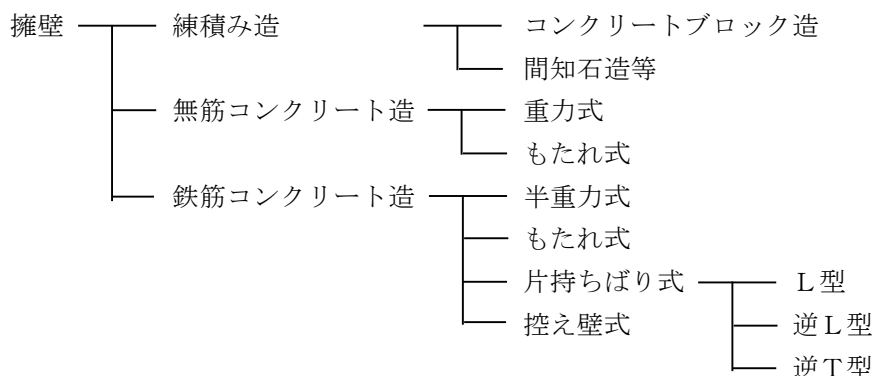 擁壁 練積み造 コンクリートブロック造
間知石造等
無筋コンクリート造 重力式
もたれ式
鉄筋コンクリート造 半重力式
もたれ式
片持ちばり式 L型
控え壁式 逆L型
逆T型